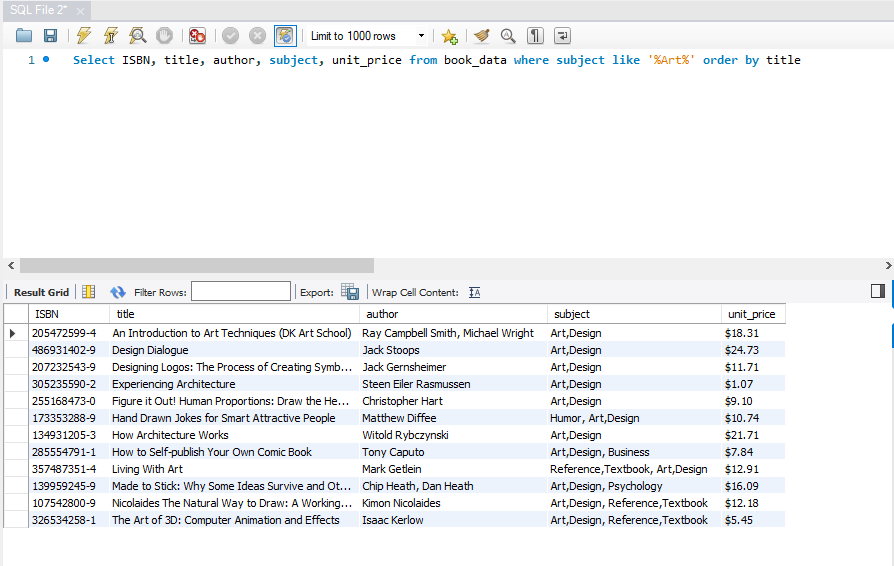 SQL File 2*
Limit to 1000 rows
1 Select ISBN, title, author, subject, unit_price from book_data where subject like '%Art%' order by title
Result Grid Filter Rows: Export: Wrap Cell Content:
ISBN title author subject unit_price
205472599-4 An Introduction to Art Techniques (DK Art School) Ray Campbell Smith, Michael Wright Art,Design $18.31
486931402-9 Design Dialogue Jack Stoops Art,Design $24.73
207232543-9 Designing Logos: The Process of Creating Symb... Jack Gernsheimer Art,Design $11.71
305235590-2 Experiencing Architecture Steen Eiler Rasmussen Art,Design $1.07
255168473-0 Figure it Out! Human Proportions: Draw the He... Christopher Hart Art,Design $9.10
173353288-9 Hand Drawn Jokes for Smart Attractive People Matthew Diffee Humor, Art,Design $10.74
134931205-3 How Architecture Works Witold Rybczynski Art,Design $21.71
285554791-1 How to Self-publish Your Own Comic Book Tony Caputo Art,Design, Business $7.84
357487351-4 Living With Art Mark Getlein Reference,Textbook, Art,Design $12.91
139959245-9 Made to Stick: Why Some Ideas Survive and Ot... Chip Heath, Dan Heath Art,Design, Psychology $16.09
107542800-9 Nicolaides The Natural Way to Draw: A Working... Kimon Nicolaides Art,Design, Reference,Textbook $12.18
326534258-1 The Art of 3D: Computer Animation and Effects Isaac Kerlow Art,Design, Reference,Textbook $5.45